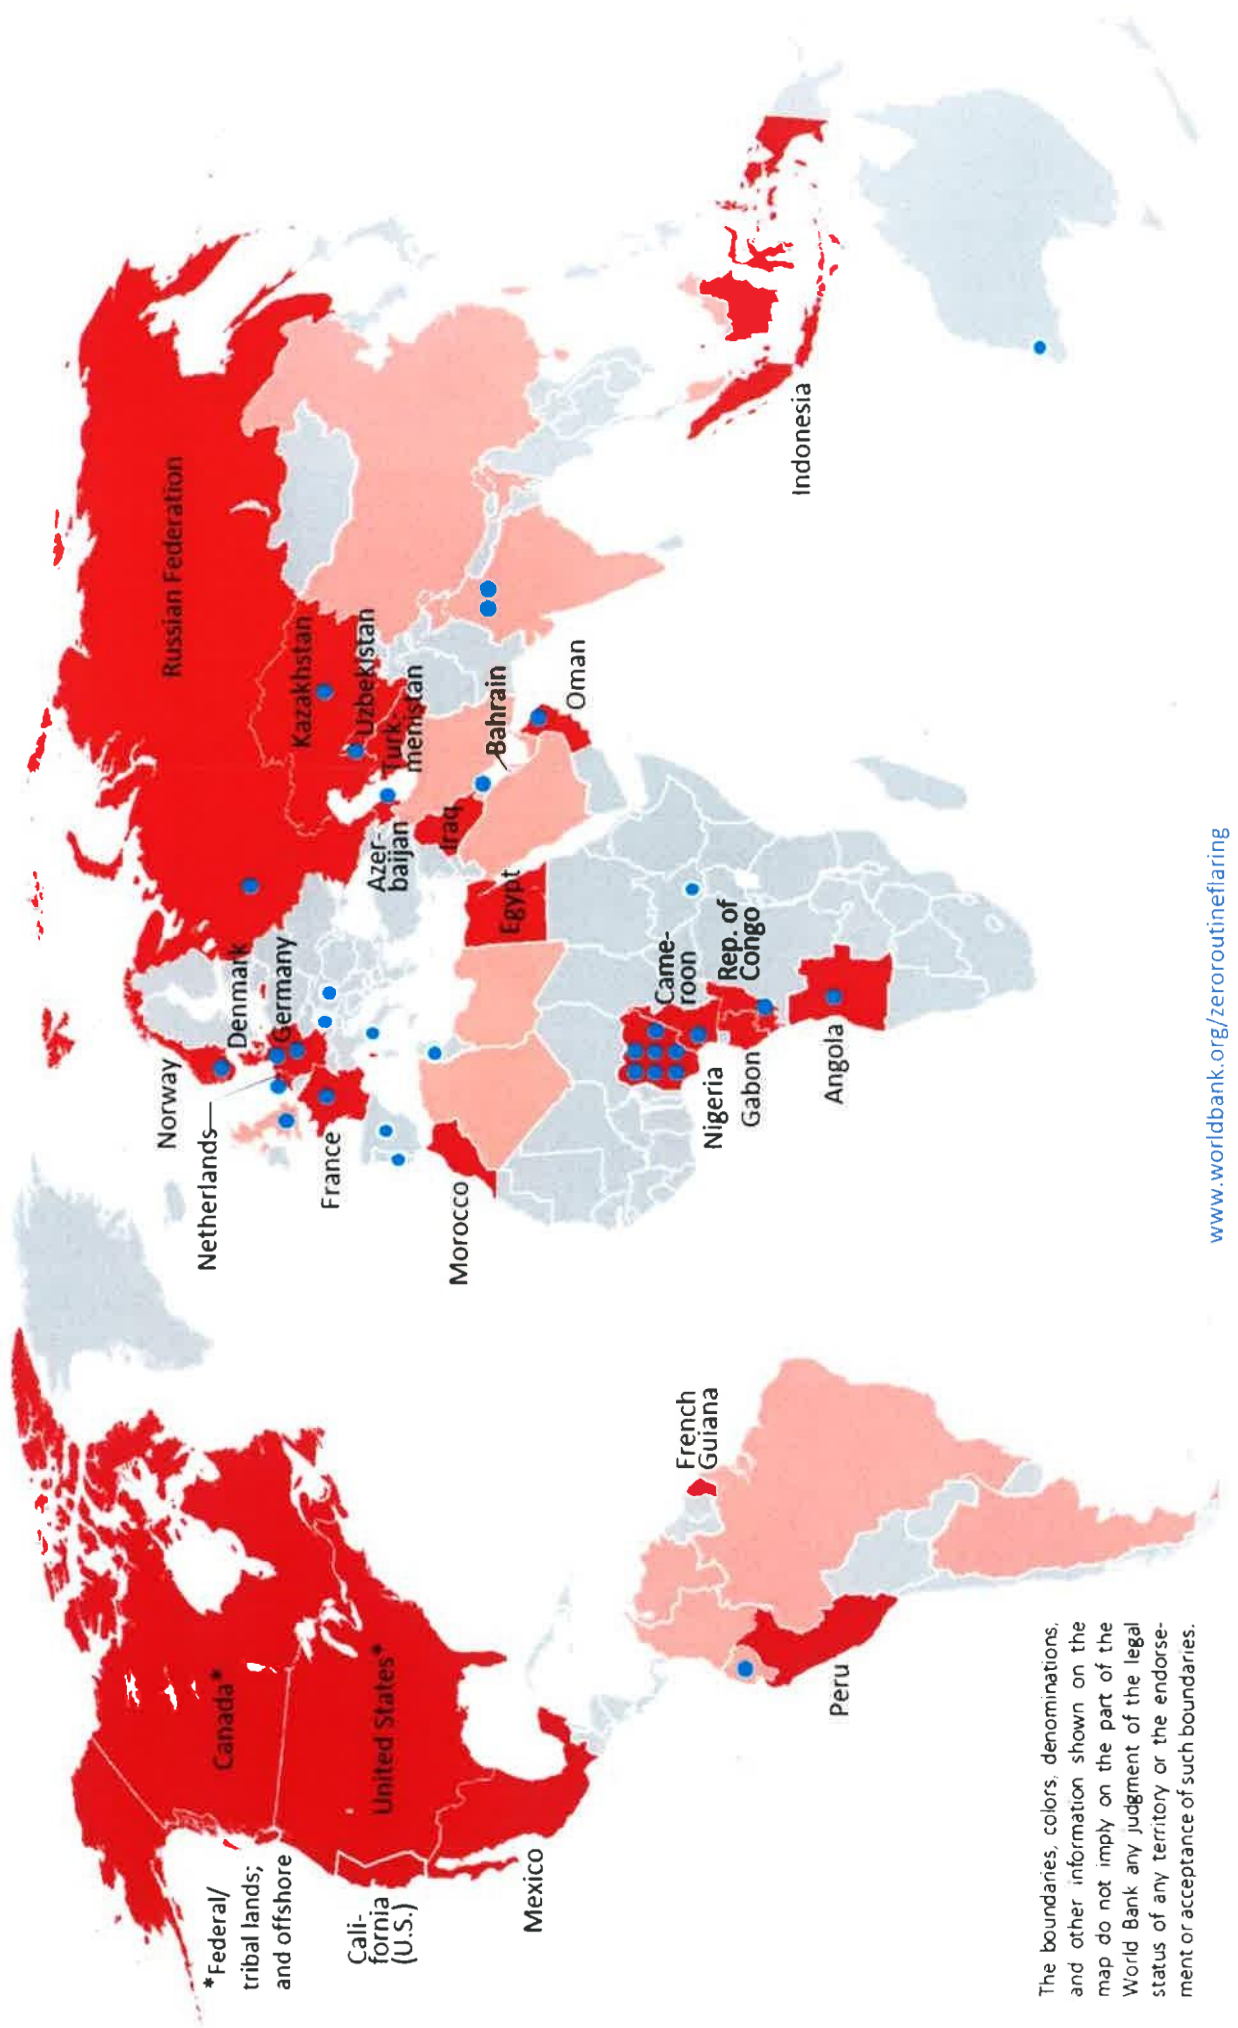 Russian Federation
Kazakhstan
Uzbekistan
Turk-
menistan
Azer-
baijan
Iraq
Bahrain
Oman
Egypt
Norway
Denmark
Netherlands
Germany
France
Morocco
Came-
roon
Rep. of
Congo
Nigeria
Gabon
Angola
Indonesia
Canada*
United States*
*Federal/
tribal lands;
and offshore
Cali-
fornia
(U.S.)
Mexico
French
Guiana
Peru
The boundaries, colors, denominations,
and other information shown on the
map do not imply on the part of the
World Bank any judgment of the legal
status of any territory or the endorse-
ment or acceptance of such boundaries.
www.worldbank.org/zeroroutineflaring